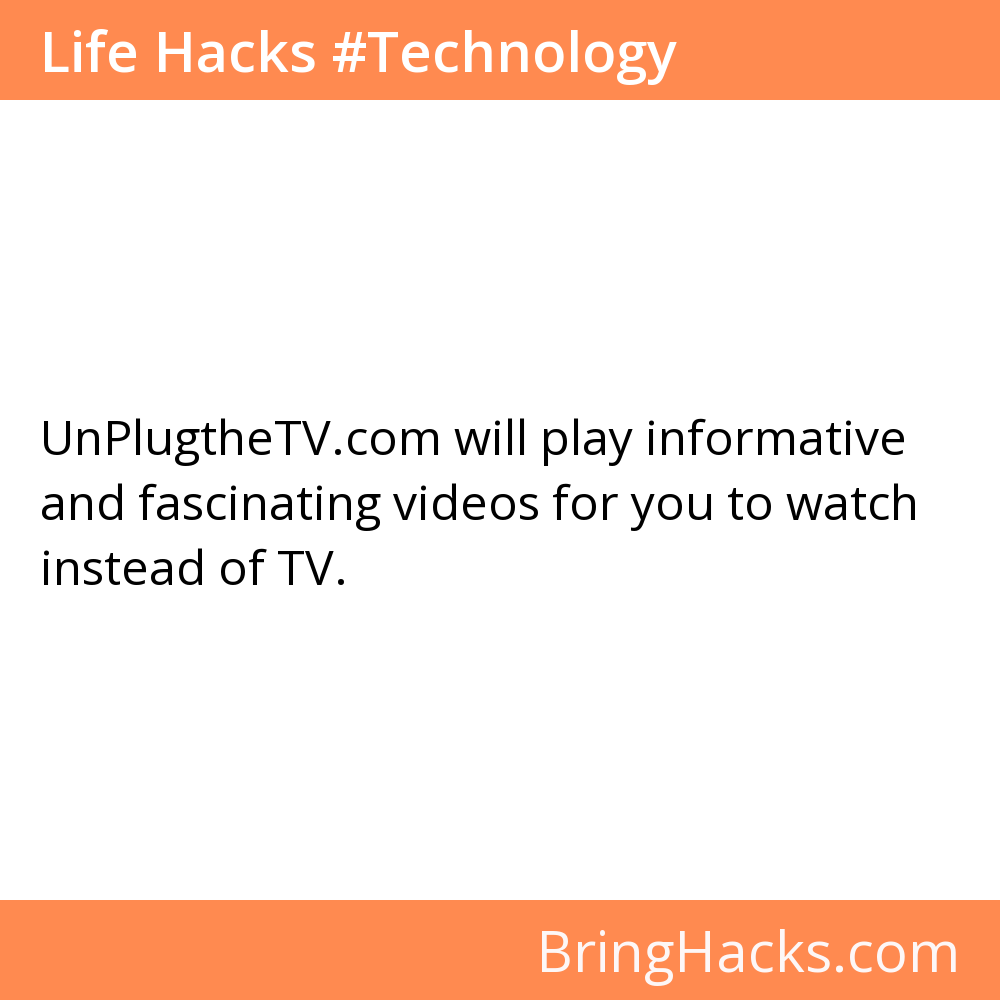 Life Hacks #Technology
UnPlugtheTV.com will play informative
and fascinating videos for you to watch
instead of TV.
BringHacks.com